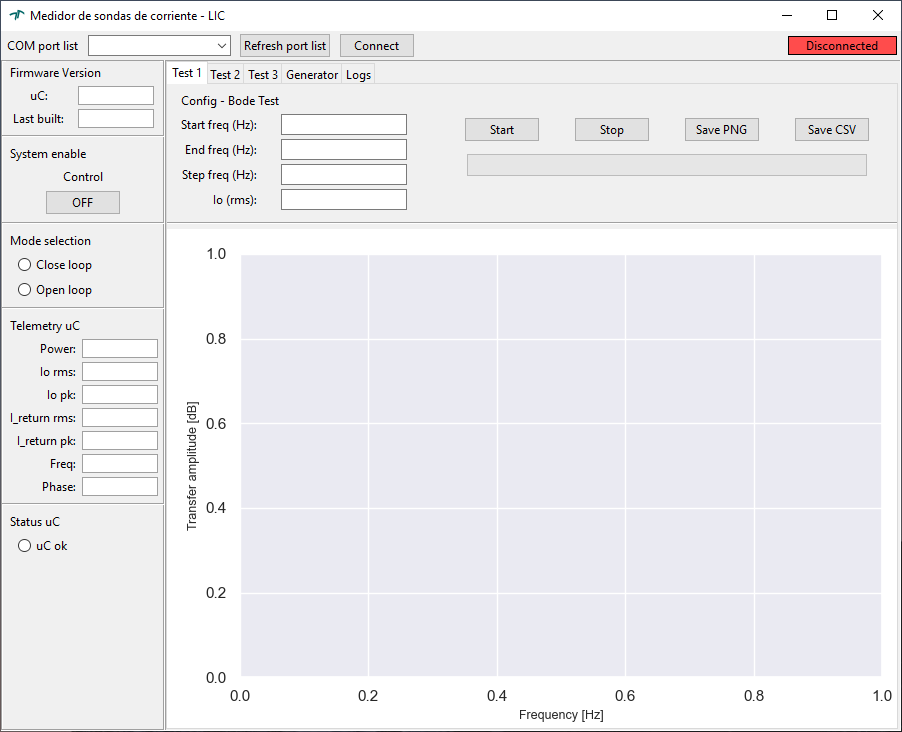 Medidor de sondas de corriente - LIC
COM port list
Refresh port list
Connect
Disconnected
Firmware Version
uC:
Last built:
System enable
Control
OFF
Mode selection
Close loop
Open loop
Telemetry uC
Power:
Io rms:
Io pk:
I_return rms:
I_return pk:
Freq:
Phase:
Status uC
uC ok
Test 1 Test 2 Test 3 Generator Logs
Config - Bode Test
Start freq (Hz):
End freq (Hz):
Step freq (Hz):
Io (rms):
Start Stop Save PNG Save CSV
Transfer amplitude [dB]
1.0
0.8
0.6
0.4
0.2
0.0
0.0 0.2 0.4 0.6 0.8 1.0
Frequency [Hz]